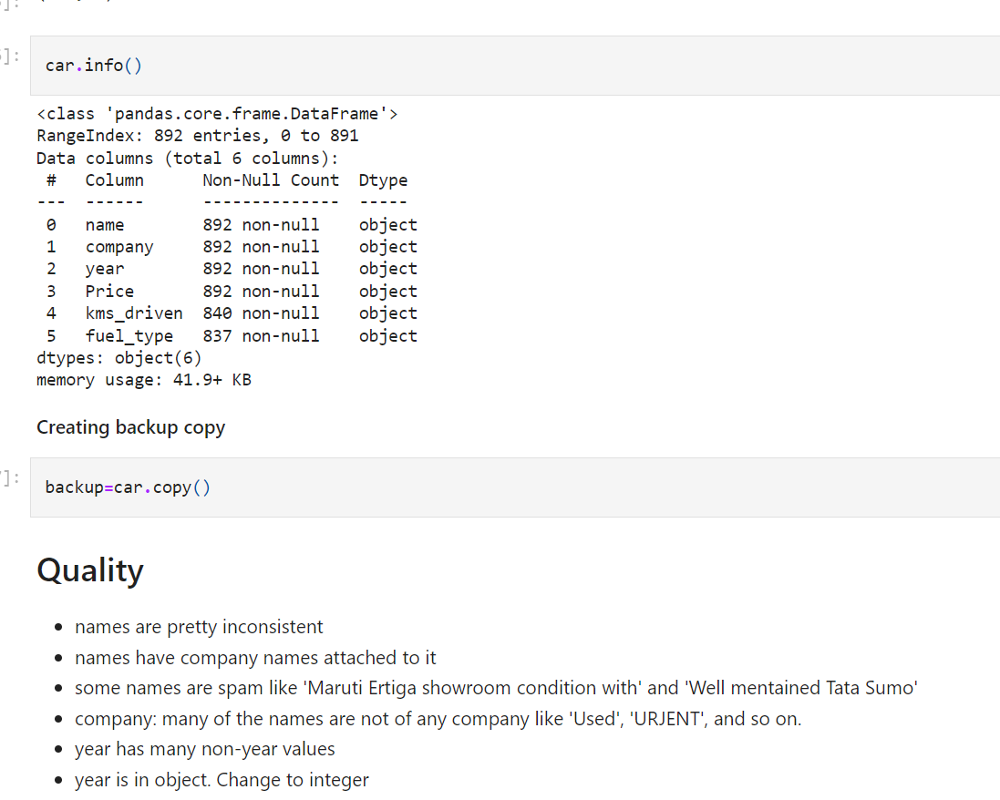 ]:
car.info()
<class 'pandas.core.frame.DataFrame'>
RangeIndex: 892 entries, 0 to 891
Data columns (total 6 columns):
 #   Column      Non-Null Count  Dtype
---  ------      --------------  -----
 0   name        892 non-null    object
 1   company     892 non-null    object
 2   year        892 non-null    object
 3   Price       892 non-null    object
 4   kms_driven  840 non-null    object
 5   fuel_type   837 non-null    object
dtypes: object(6)
memory usage: 41.9+ KB
Creating backup copy
]:
backup=car.copy()
Quality
• names are pretty inconsistent
• names have company names attached to it
• some names are spam like 'Maruti Ertiga showroom condition with' and 'Well mentained Tata Sumo'
• company: many of the names are not of any company like 'Used', 'URJENT', and so on.
• year has many non-year values
• year is in object. Change to integer